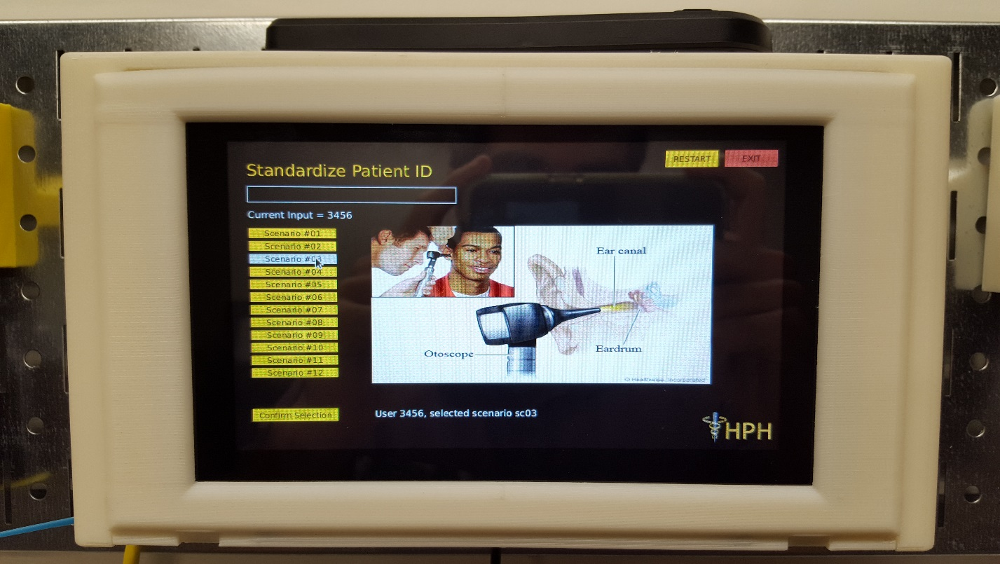 RESTART
EXIT
Standardize Patient ID
Current Input = 3456
Scenario #01
Scenario #02
Scenario #03
Scenario #04
Scenario #05
Scenario #06
Scenario #07
Scenario #08
Scenario #09
Scenario #10
Scenario #11
Scenario #12
Ear canal
Otoscope
Eardrum
© Healthwise, Incorporated
Confirm Selection
User 3456, selected scenario sc03
HPH